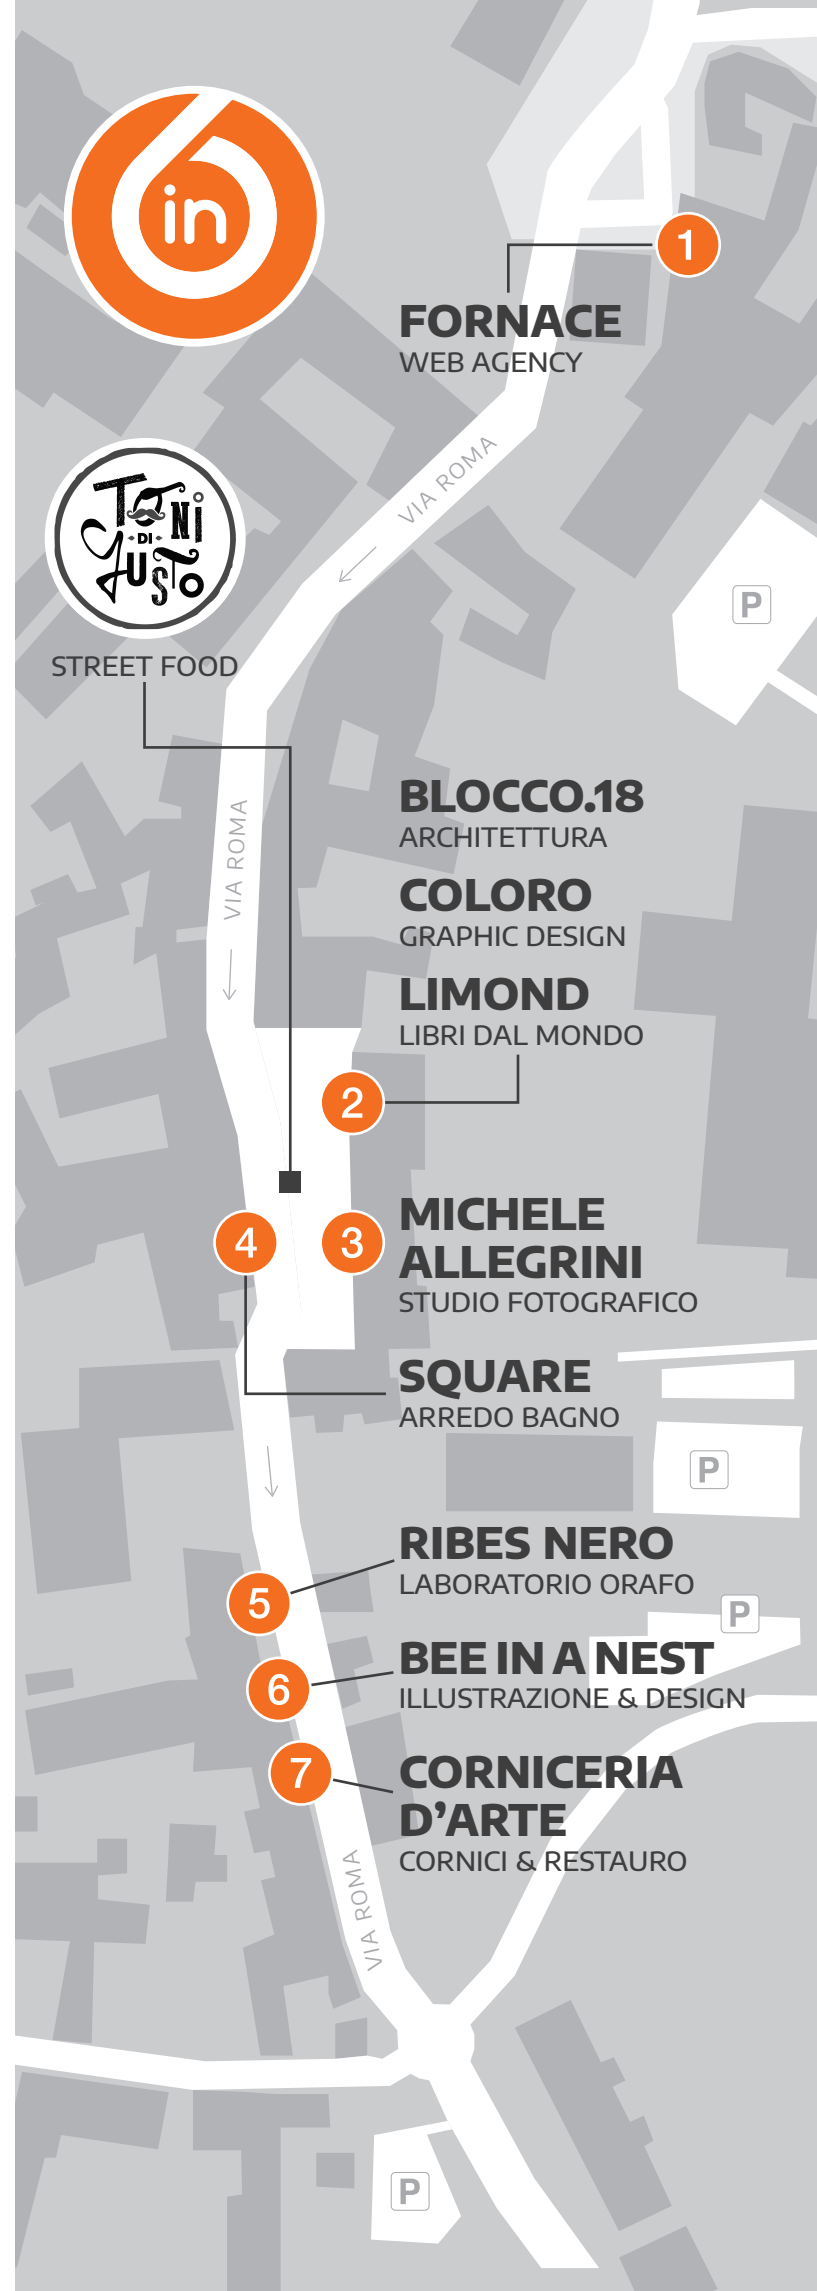 6
in
1
FORNACE
WEB AGENCY
VIA ROMA
TONI
DI
GUSTO
P
STREET FOOD
BLOCCO.18
ARCHITETTURA
VIA ROMA
COLORO
GRAPHIC DESIGN
LIMOND
LIBRI DAL MONDO
2
MICHELE
ALLEGRINI
STUDIO FOTOGRAFICO
4
3
SQUARE
ARREDO BAGNO
P
RIBES NERO
LABORATORIO ORAFO
5
P
BEE IN A NEST
ILLUSTRAZIONE & DESIGN
6
CORNICERIA
D’ARTE
CORNICI & RESTAURO
7
VIA ROMA
P